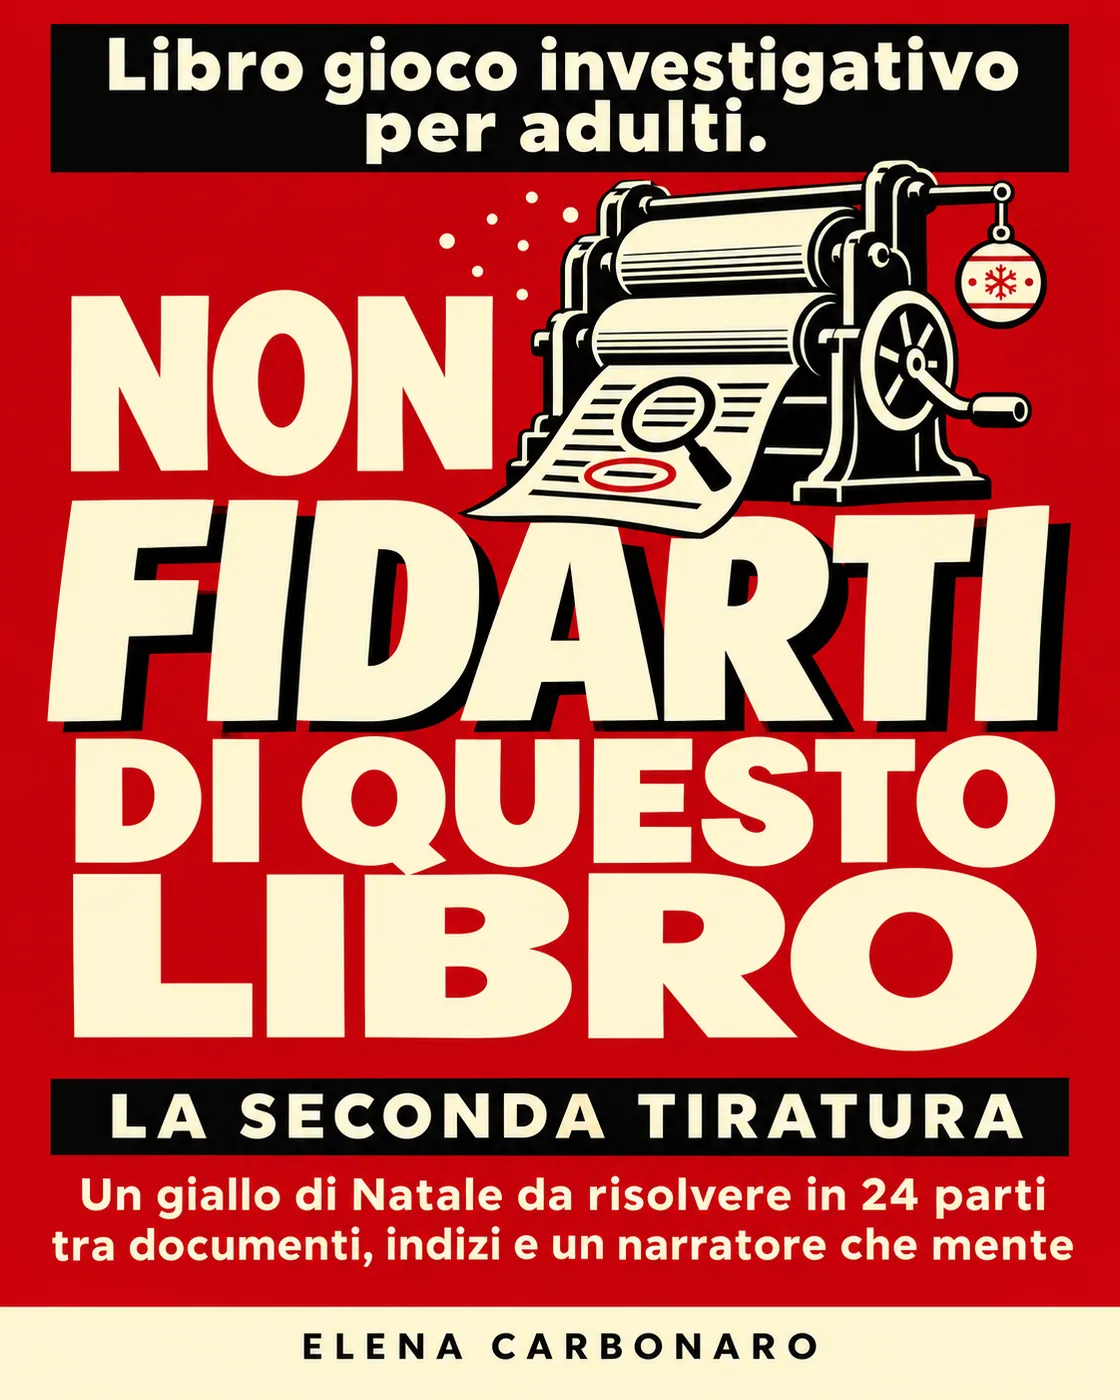 Libro gioco investigativo
per adulti.
NON
FIDARTI
DI QUESTO
LIBRO
LA SECONDA TIRATURA
Un giallo di Natale da risolvere in 24 parti
tra documenti, indizi e un narratore che mente
ELENA CARBONARO